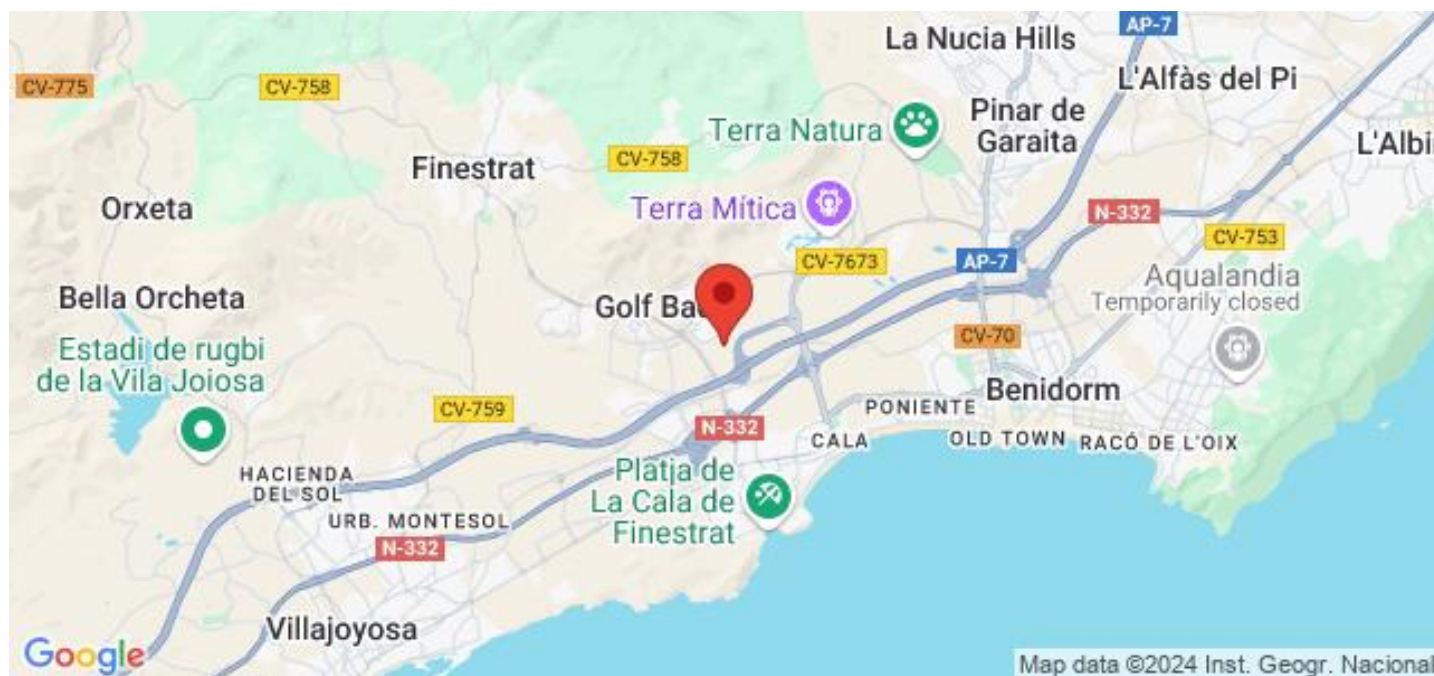 AP-7
La Nucia Hills
CV-775
CV-758
L'Alfàs del Pi
Terra Natura
Pinar de
Garaita
Finestrat
CV-758
L'Albi
Orxeta
Terra Mítica
N-332
CV-753
CV-7673
AP-7
Aqualandia
Temporarily closed
Bella Orcheta
Golf Ba
Estadi de rugbi
de la Vila Joiosa
CV-70
Benidorm
CV-759
PONIENTE
N-332
CALA
OLD TOWN
RACÓ DE L'OIX
HACIENDA
DEL SOL
Platja de
La Cala de
Finestrat
URB. MONTESOL
N-332
Villajoyosa
Google
Map data ©2024 Inst. Geogr. Nacional